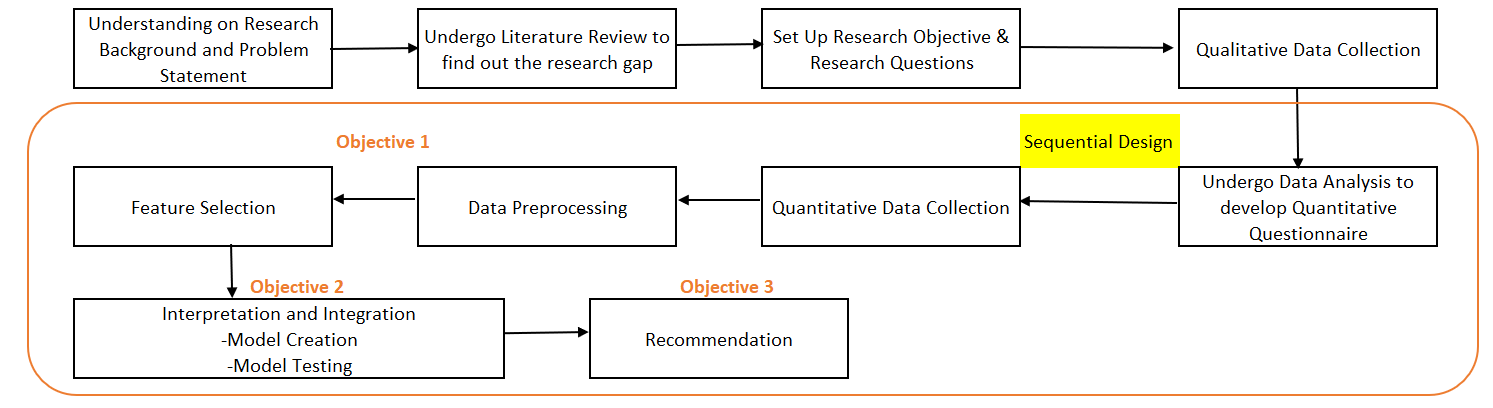 Understanding on Research
Background and Problem
Statement
Undergo Literature Review to
find out the research gap
Set Up Research Objective &
Research Questions
Qualitative Data Collection
Objective 1
Sequential Design
Feature Selection
Data Preprocessing
Quantitative Data Collection
Undergo Data Analysis to
develop Quantitative
Questionnaire
Objective 2
Interpretation and Integration
-Model Creation
-Model Testing
Objective 3
Recommendation